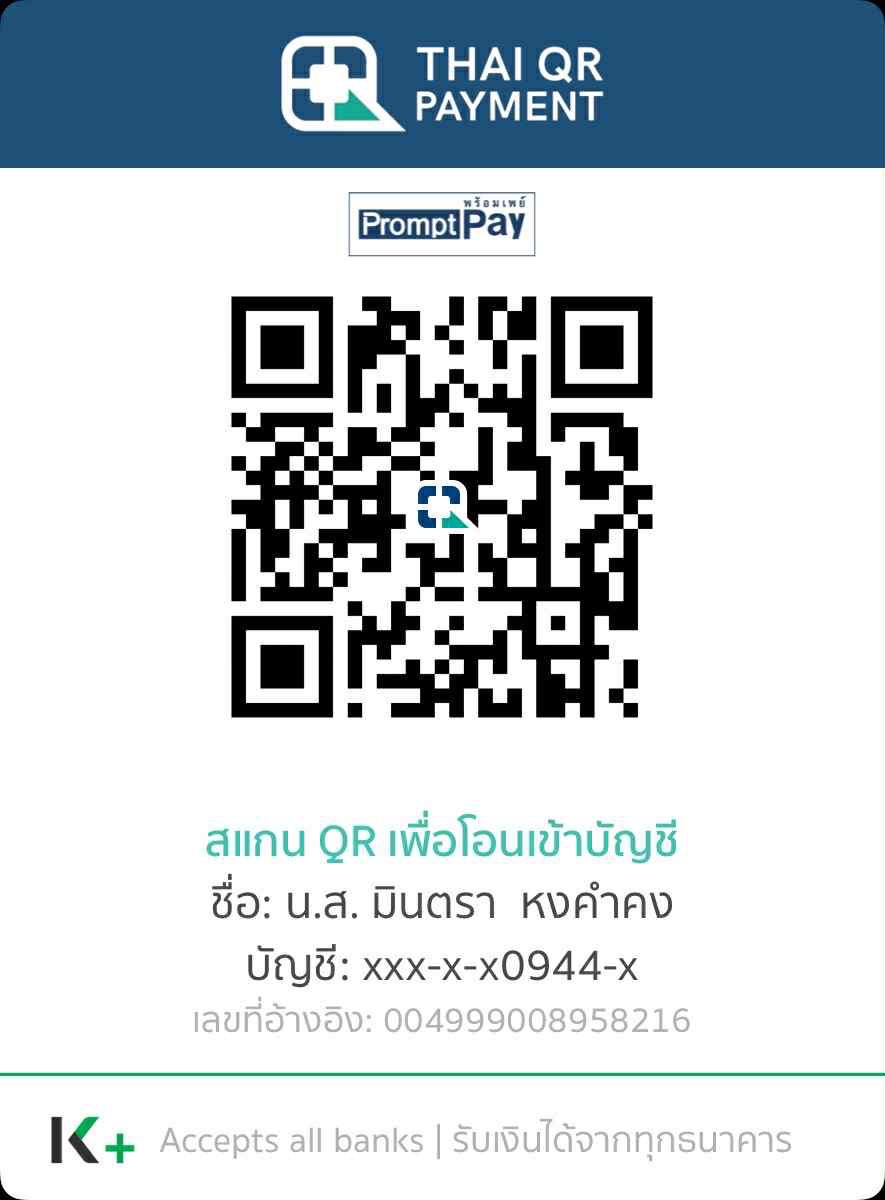 THAI QR
PAYMENT
พร้อมเพย์
PromptPay
สแกน QR เพื่อโอนเข้าบัญชี
ชื่อ: น.ส. มินตรา หงคำคง
บัญชี: xxx-x-x0944-x
เลขที่อ้างอิง: 004999008958216
K+ Accepts all banks | รับเงินได้จากทุกธนาคาร